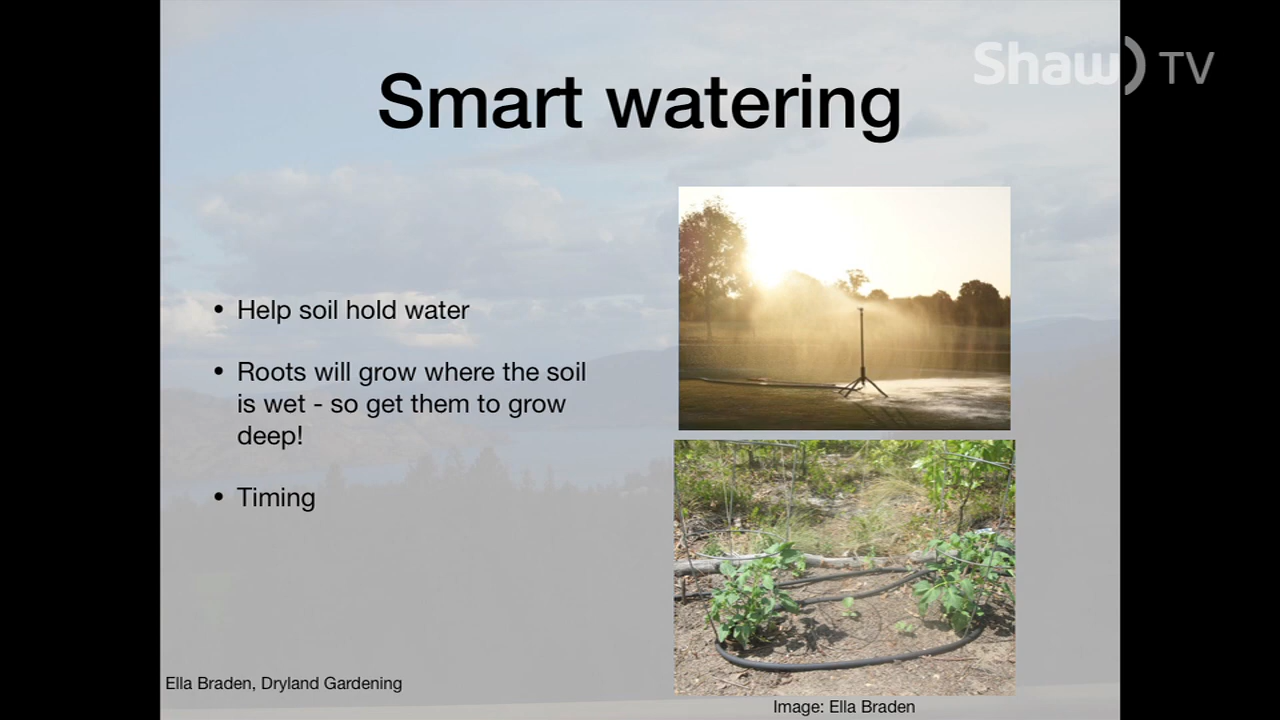 Shaw) TV
Smart watering
• Help soil hold water
• Roots will grow where the soil
is wet - so get them to grow
deep!
• Timing
Ella Braden, Dryland Gardening
Image: Ella Braden